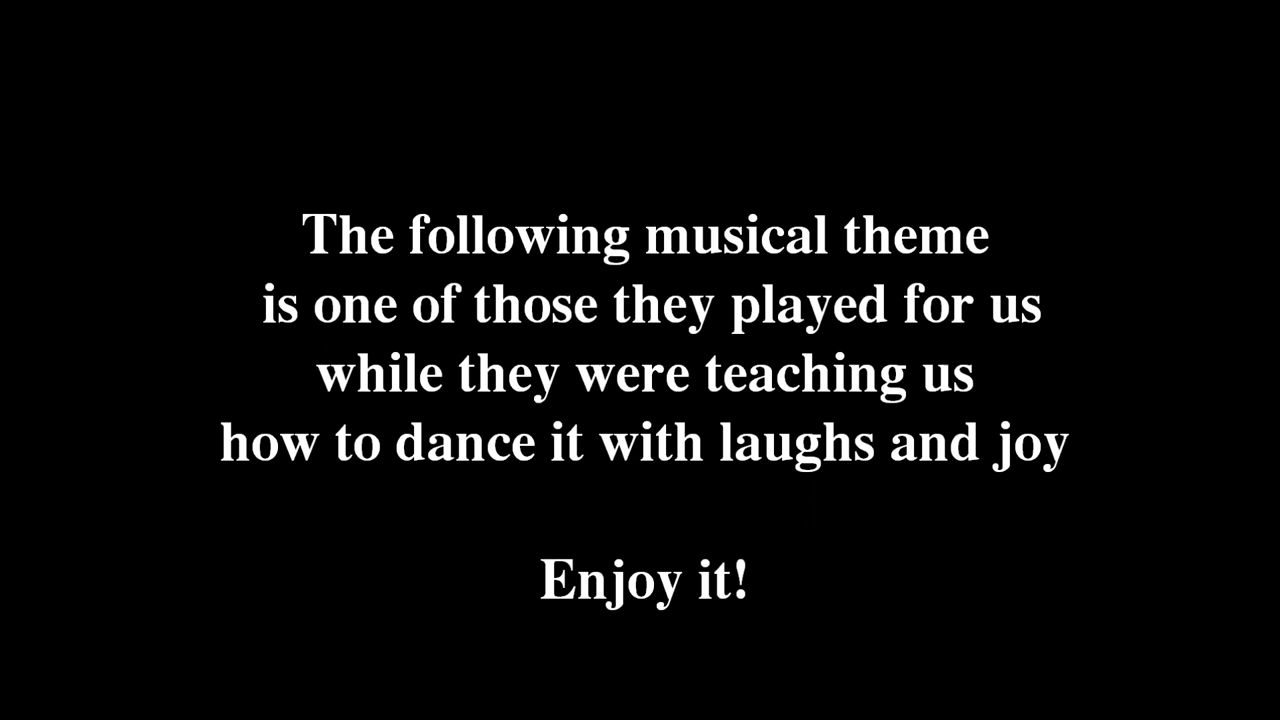 The following musical theme
is one of those they played for us
while they were teaching us
how to dance it with laughs and joy
Enjoy it!